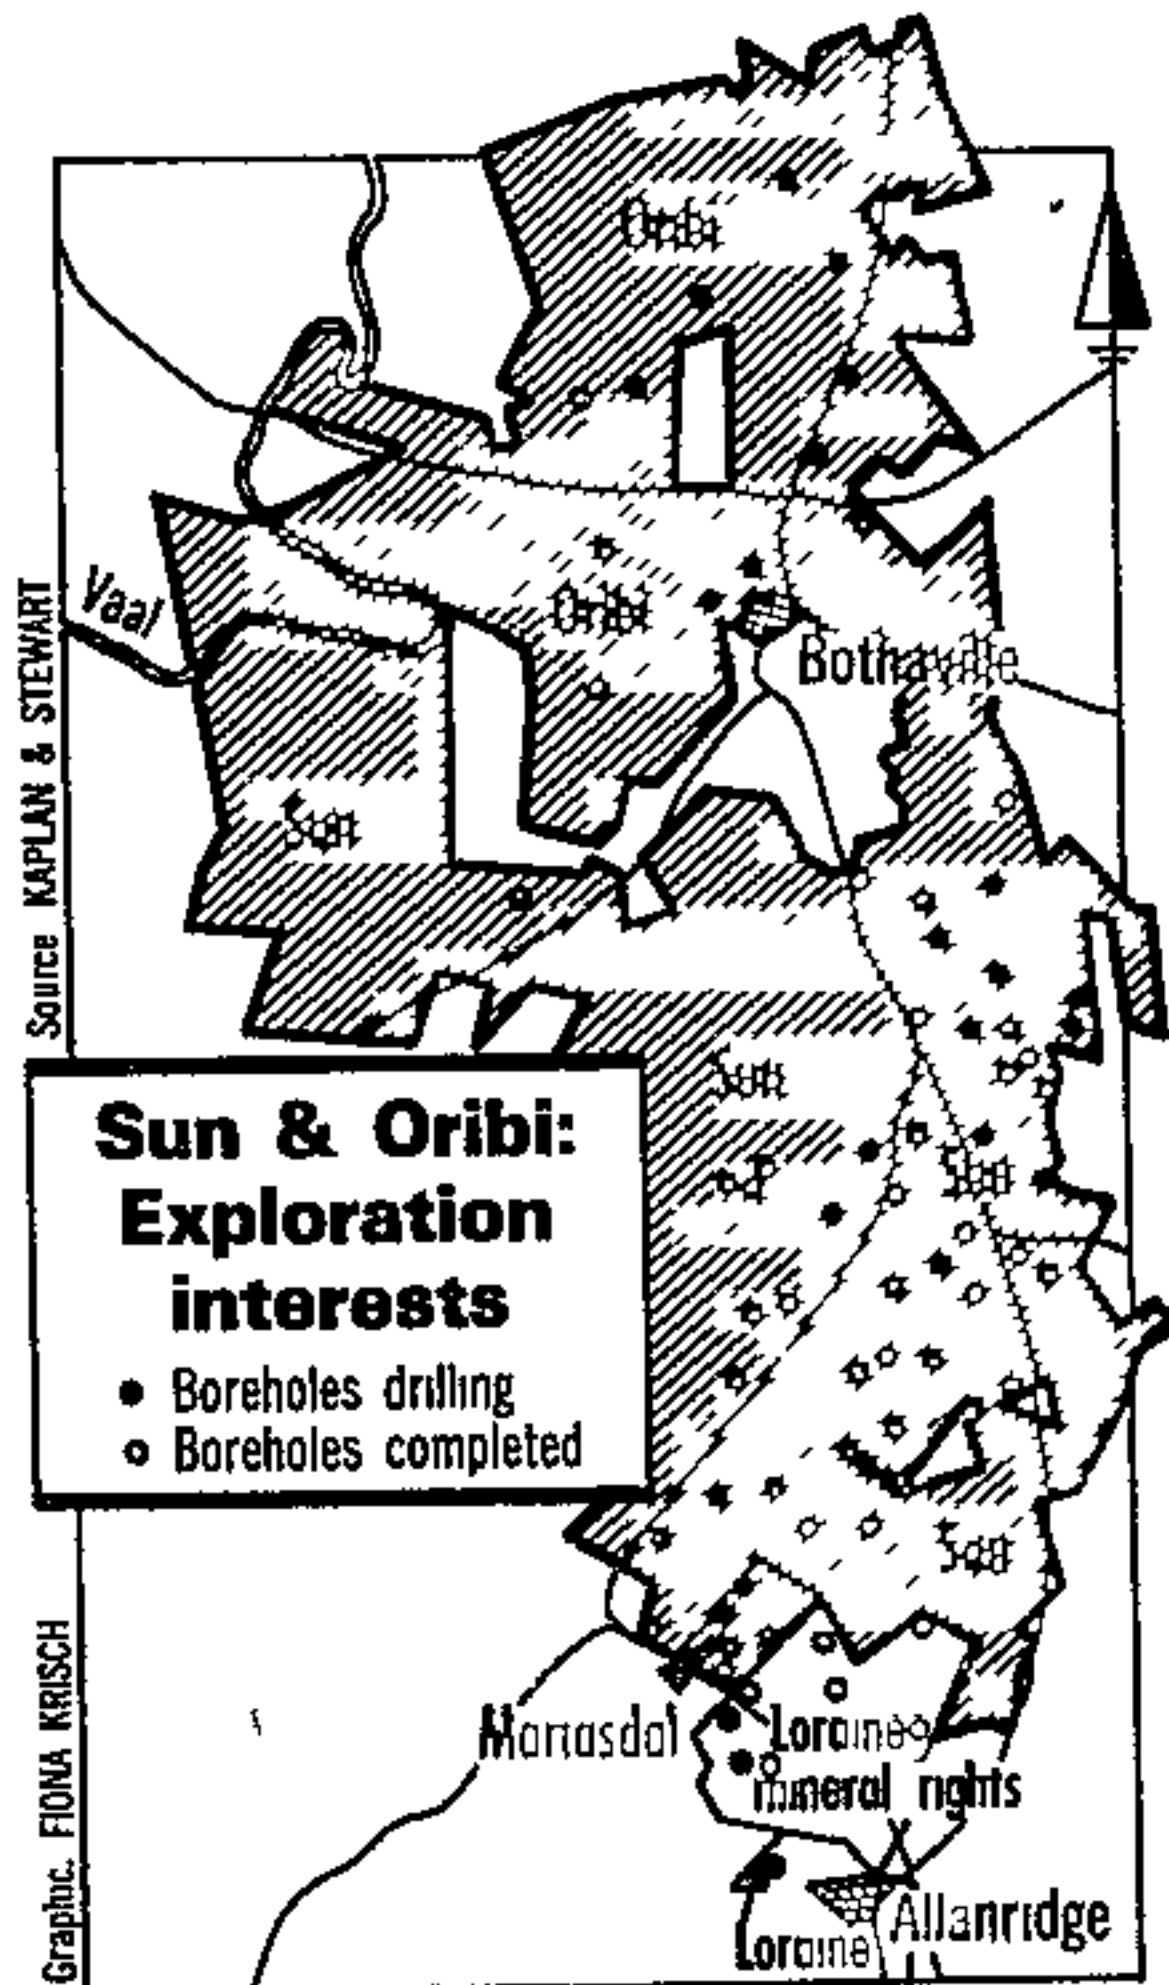 Oribi
Vaal
Oribi
Bothaville
Sun
Source KAPLAN & STEWART
Sun
Sun
Sun & Oribi:
Exploration
interests
Boreholes drilling
Boreholes completed
Sun
Graphic. FIONA KRISCH
Loraine
mineral rights
Allanridge
Loraine